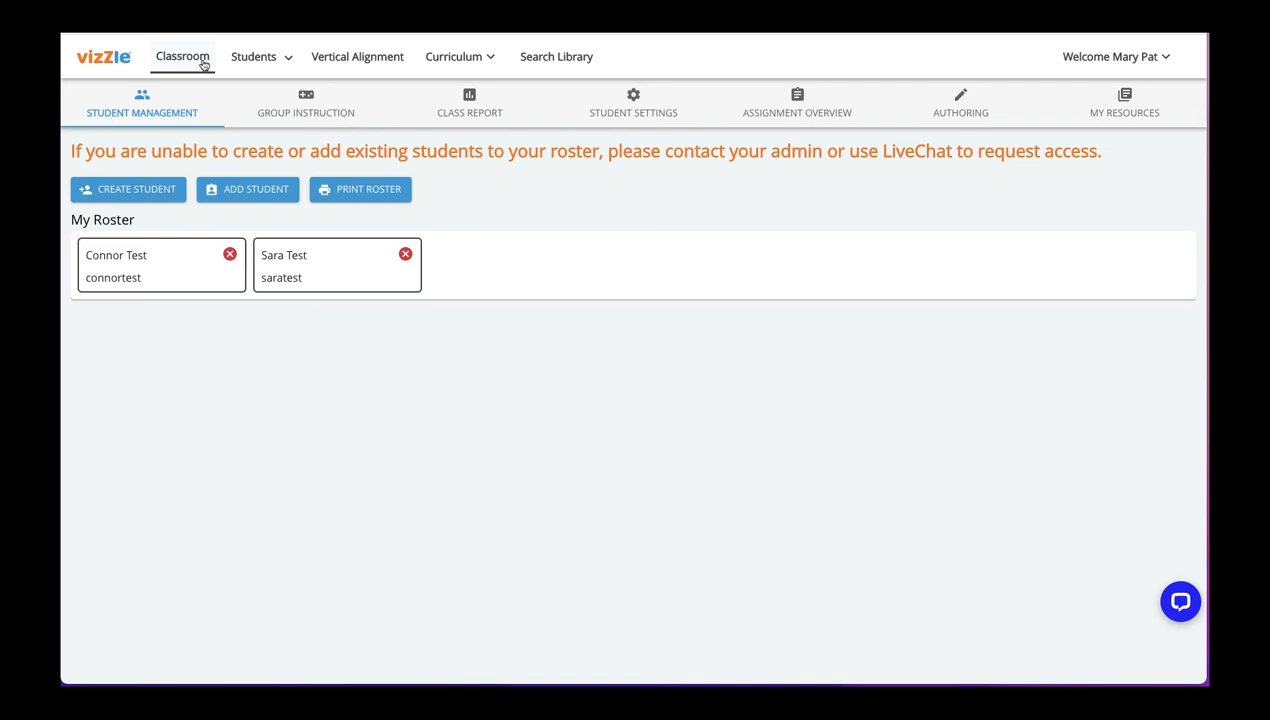 vizZle Classroom Students Vertical Alignment Curriculum Search Library Welcome Mary Pat
STUDENT MANAGEMENT GROUP INSTRUCTION CLASS REPORT STUDENT SETTINGS ASSIGNMENT OVERVIEW AUTHORING MY RESOURCES
If you are unable to create or add existing students to your roster, please contact your admin or use LiveChat to request access.
CREATE STUDENT ADD STUDENT PRINT ROSTER
My Roster
Connor Test Sara Test
connortest saratest